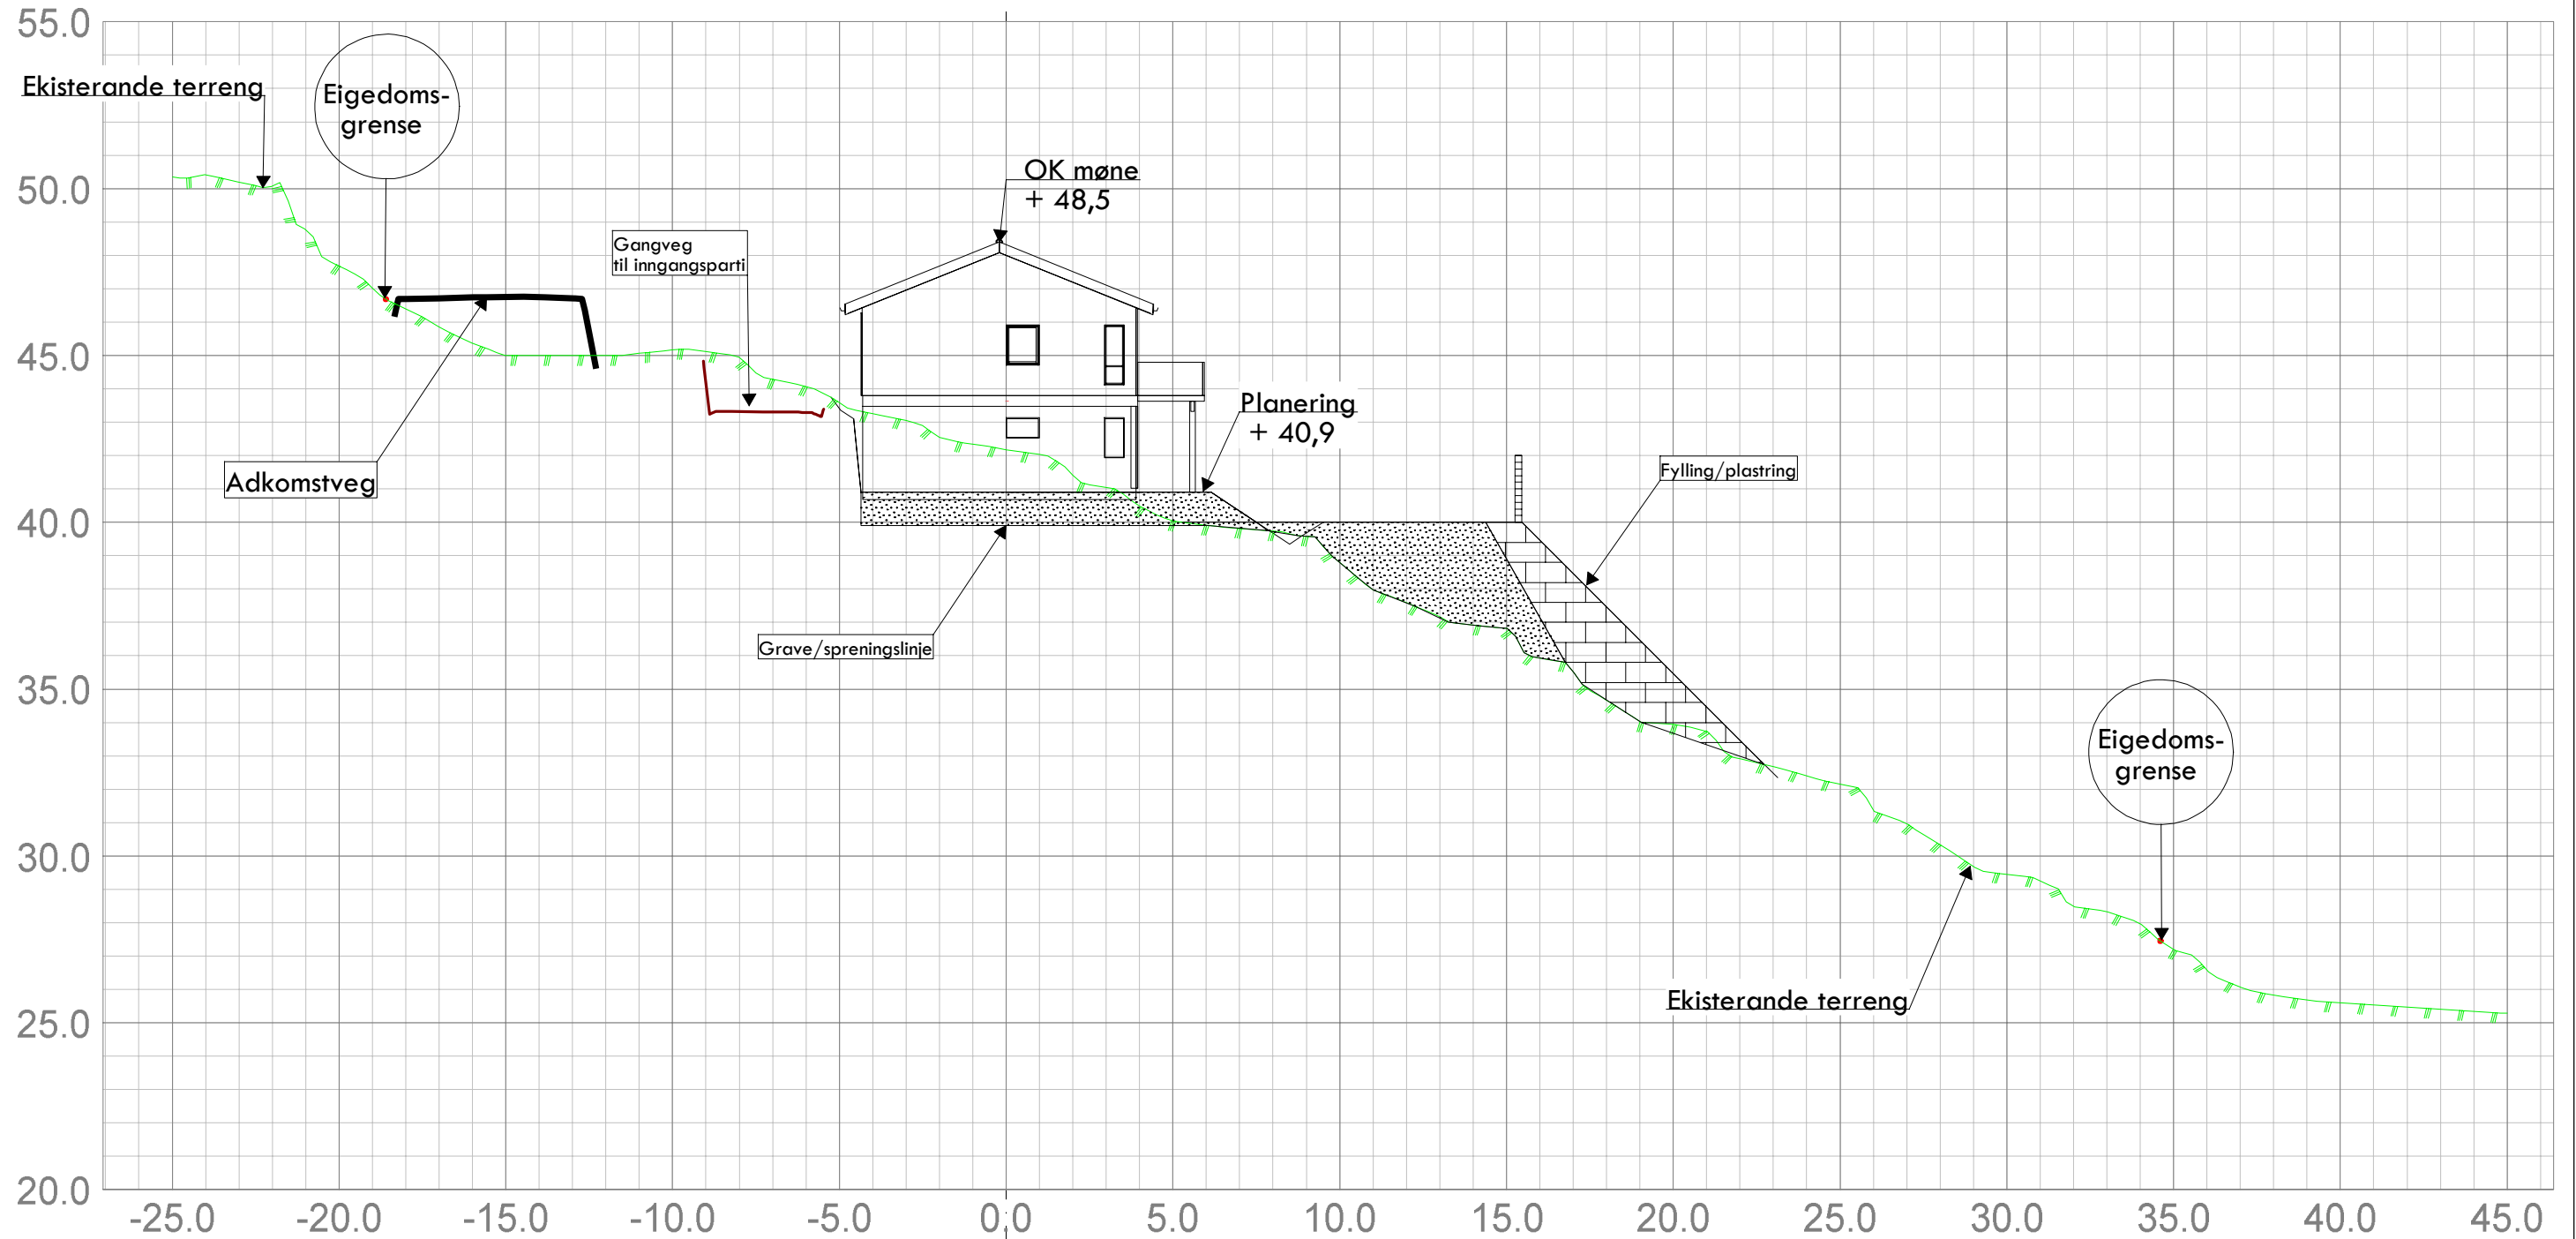 55.0
Ekisterande terreng
Eigedoms-
grense
50.0
OK møne
+ 48,5
Gangveg
til inngangsparti
45.0
Planering
+ 40,9
Adkomstveg
Fylling/plastring
40.0
Grave/spreningslinje
35.0
Eigedoms-
grense
30.0
Ekisterande terreng
25.0
20.0
-25.0 -20.0 -15.0 -10.0 -5.0 0.0 5.0 10.0 15.0 20.0 25.0 30.0 35.0 40.0 45.0